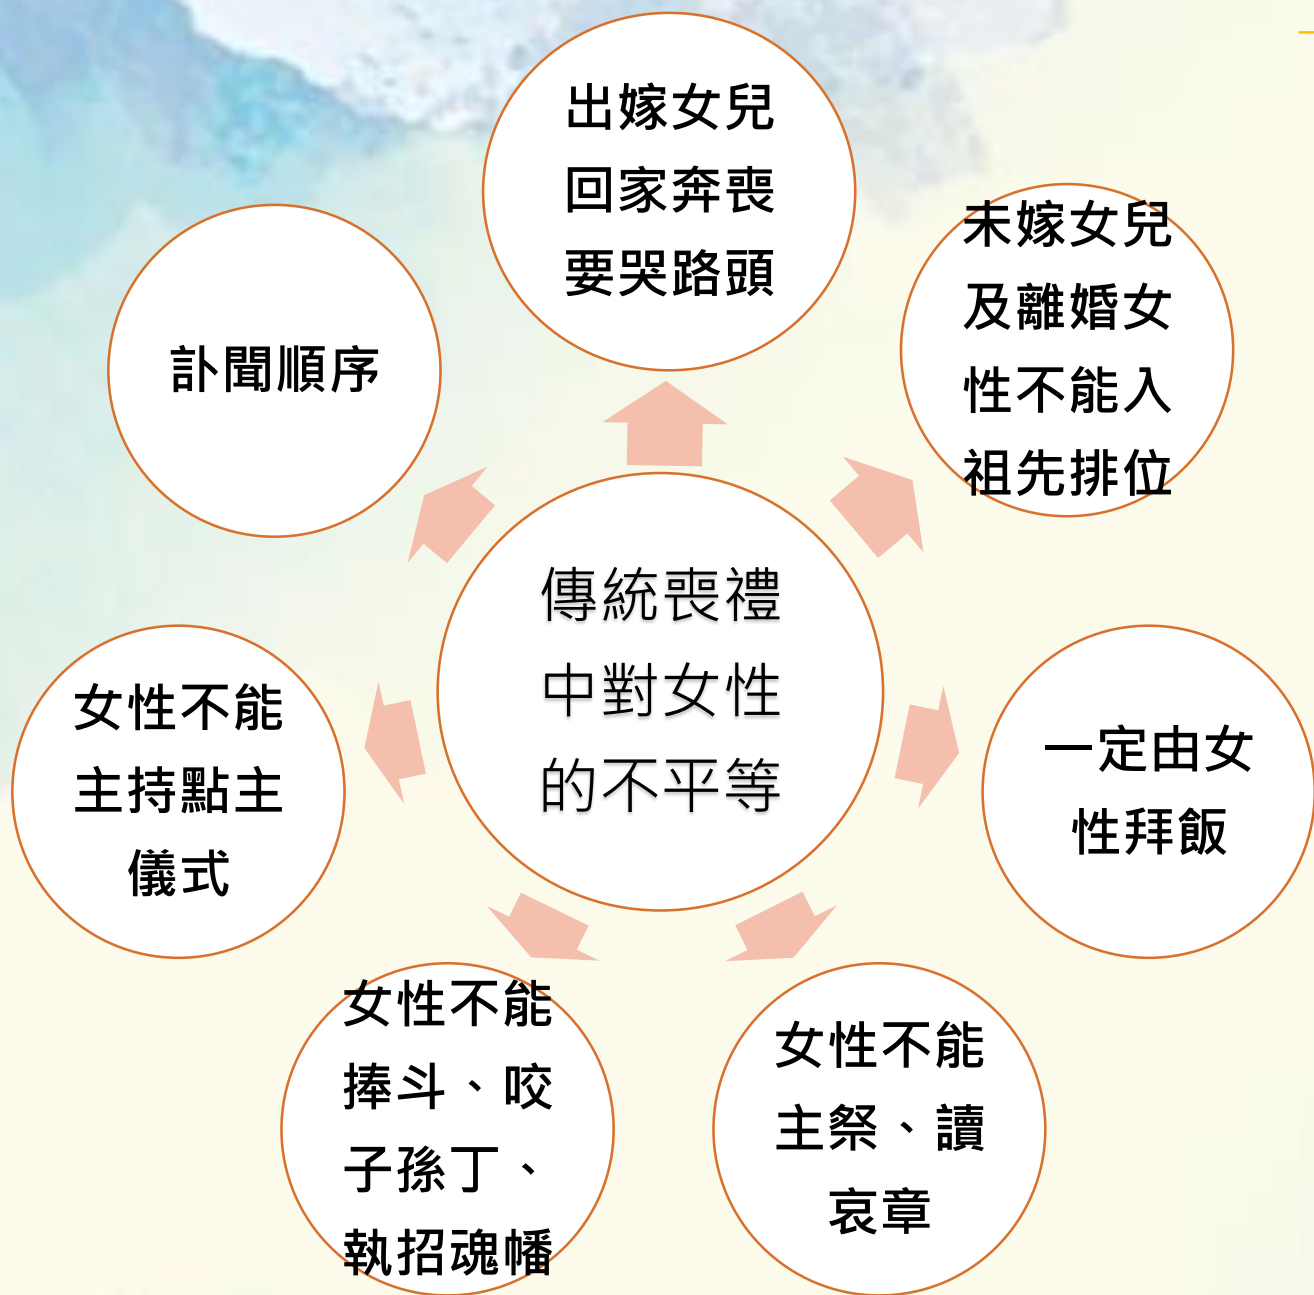 出嫁女兒
回家奔喪
要哭路頭
未嫁女兒
及離婚女
性不能入
祖先排位
一定由女
性拜飯
女性不能
主祭、讀
哀章
女性不能
捧斗、咬
子孫丁、
執招魂幡
女性不能
主持點主
儀式
訃聞順序
傳統喪禮
中對女性
的不平等